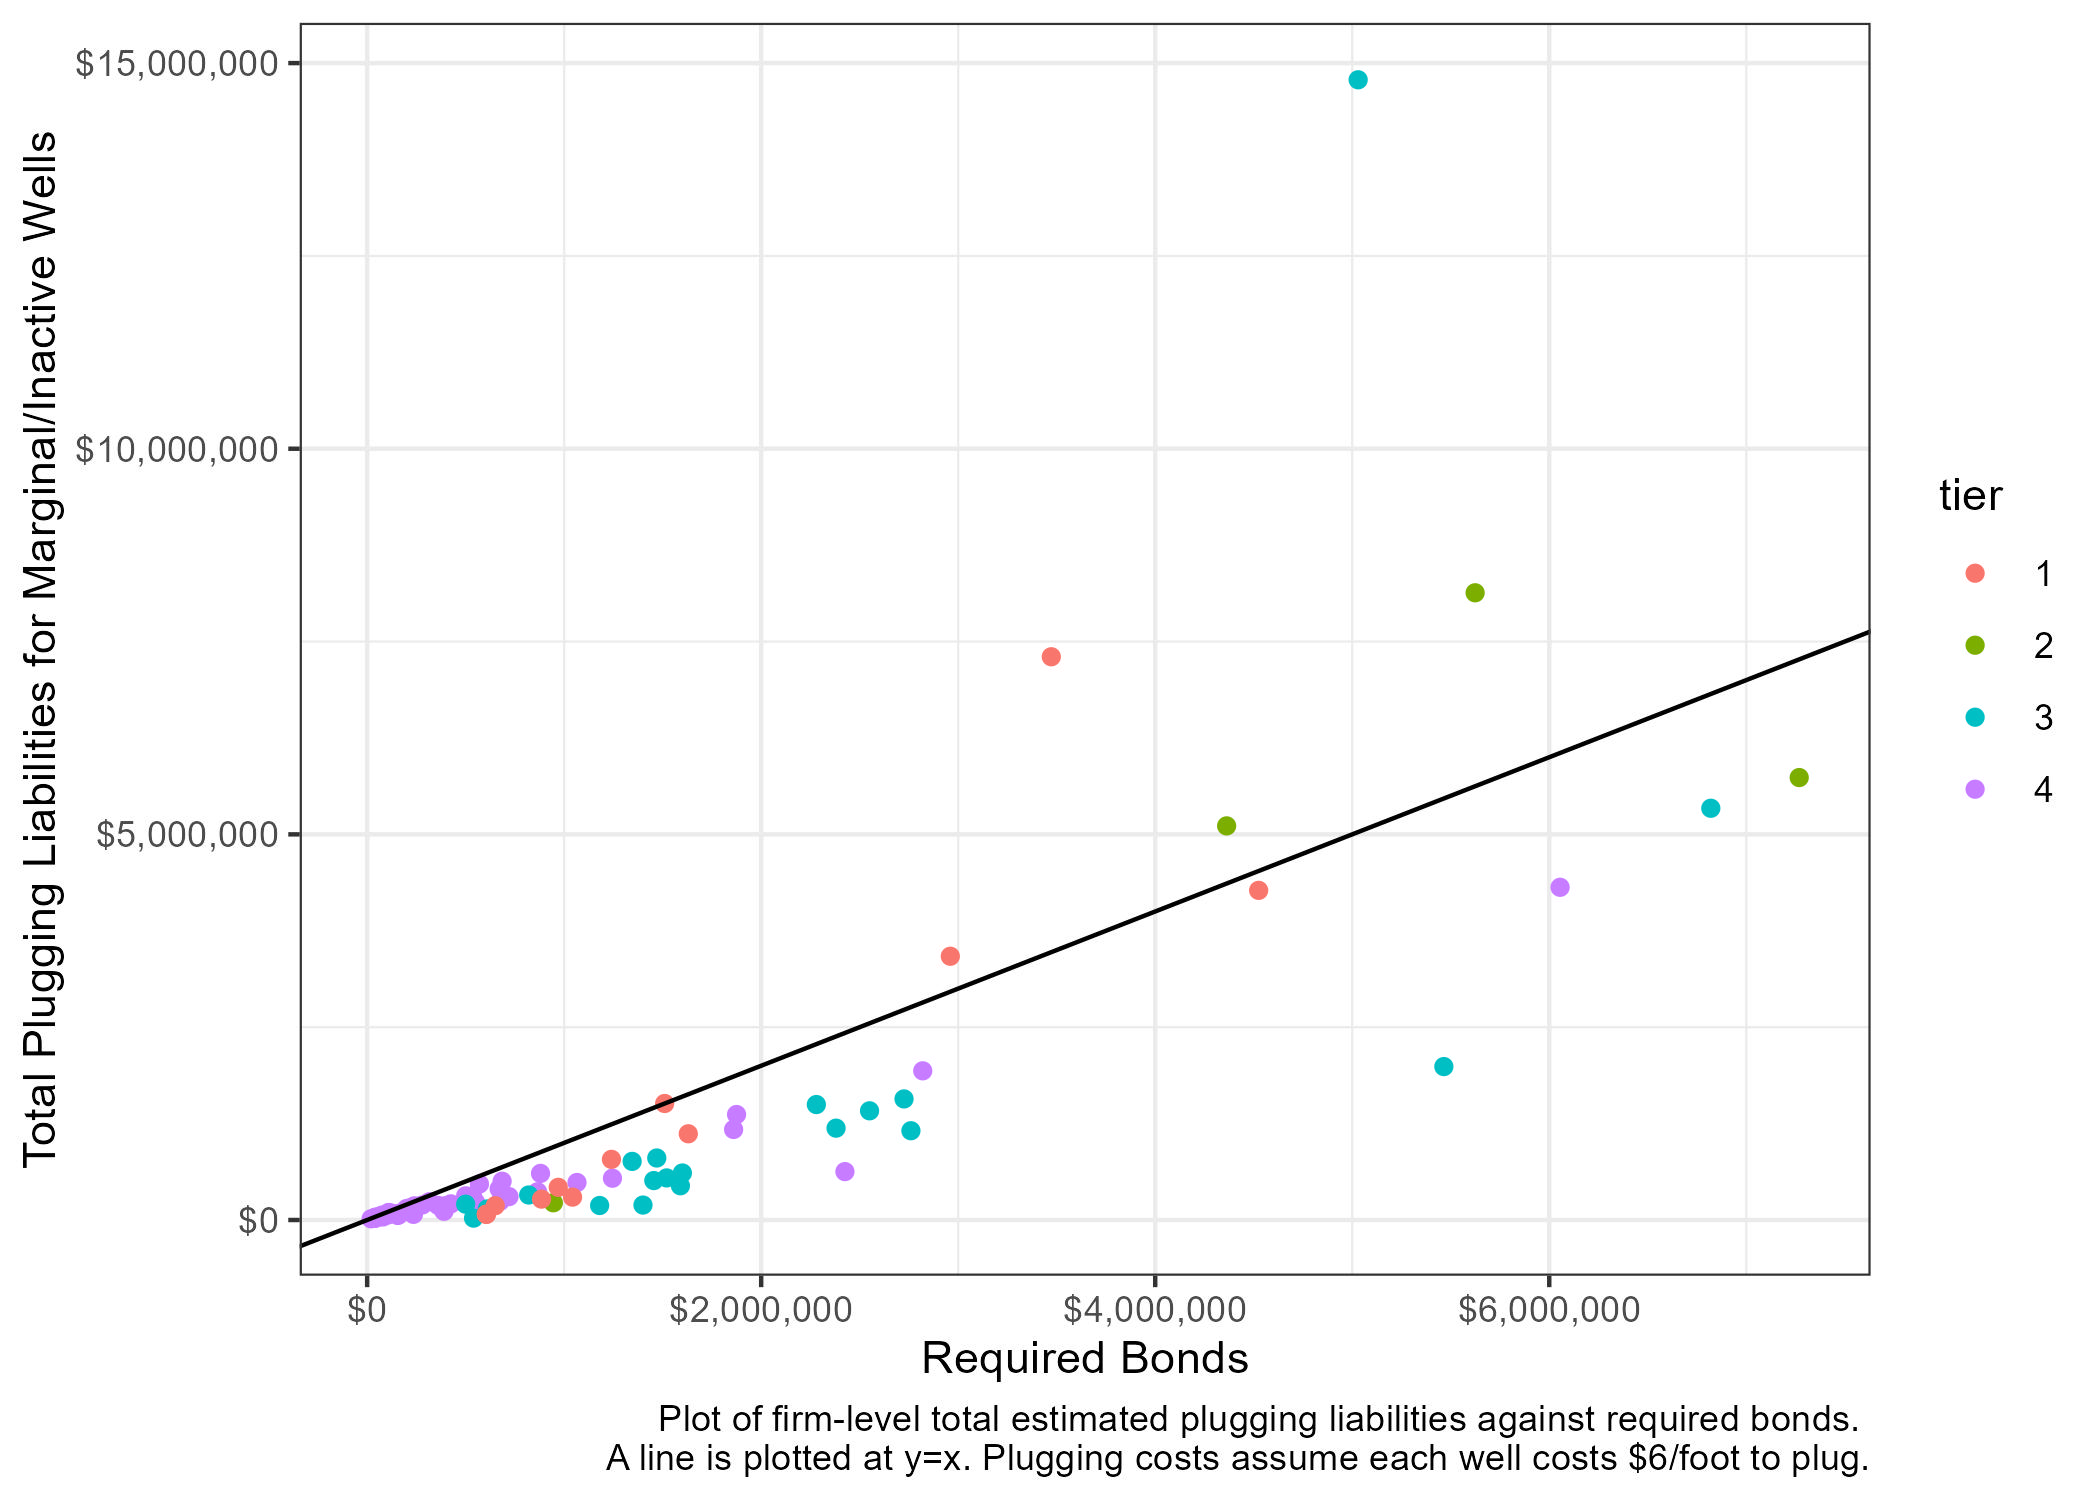 Total Plugging Liabilities for Marginal/Inactive Wells
$15,000,000
$10,000,000
$5,000,000
$0
$0
$2,000,000
$4,000,000
$6,000,000
Required Bonds
tier
1
2
3
4
Plot of firm-level total estimated plugging liabilities against required bonds.
A line is plotted at y=x. Plugging costs assume each well costs $6/foot to plug.